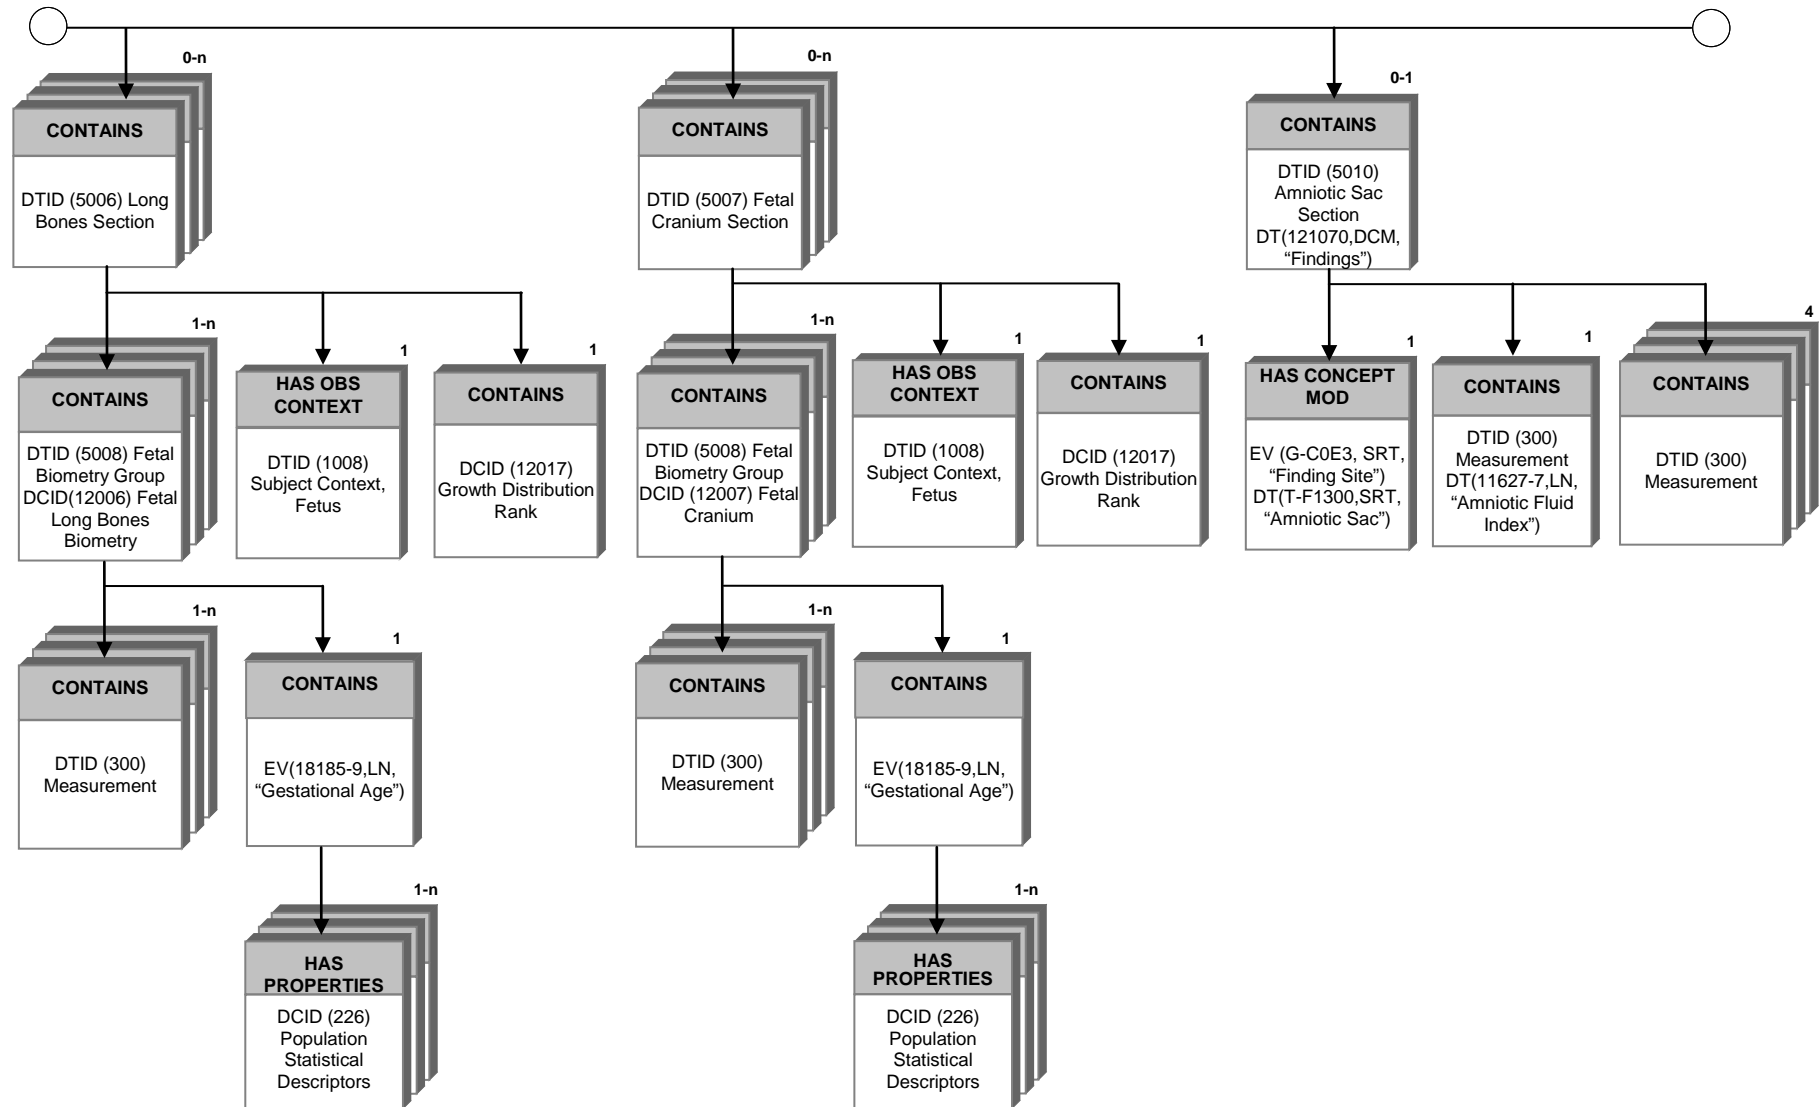 0-n
CONTAINS
DTID (5006) Long
Bones Section
0-n
CONTAINS
DTID (5007) Fetal
Cranium Section
0-1
CONTAINS
DTID (5010)
Amniotic Sac
Section
DT(121070,DCM,
“Findings”)
1-n
CONTAINS
DTID (5008) Fetal
Biometry Group
DCID(12006) Fetal
Long Bones
Biometry
1
HAS OBS
CONTEXT
DTID (1008)
Subject Context,
Fetus
1
CONTAINS
DCID (12017)
Growth Distribution
Rank
1-n
CONTAINS
DTID (5008) Fetal
Biometry Group
DCID (12007) Fetal
Cranium
1
HAS OBS
CONTEXT
DTID (1008)
Subject Context,
Fetus
1
CONTAINS
DCID (12017)
Growth Distribution
Rank
1
HAS CONCEPT
MOD
EV (G-C0E3, SRT,
“Finding Site”)
DT(T-F1300,SRT,
“Amniotic Sac”)
1
CONTAINS
DTID (300)
Measurement
DT(11627-7,LN,
“Amniotic Fluid
Index”)
4
CONTAINS
DTID (300)
Measurement
1-n
CONTAINS
DTID (300)
Measurement
1
CONTAINS
EV(18185-9,LN,
“Gestational Age”)
1-n
CONTAINS
DTID (300)
Measurement
1
CONTAINS
EV(18185-9,LN,
“Gestational Age”)
1-n
HAS
PROPERTIES
DCID (226)
Population
Statistical
Descriptors
1-n
HAS
PROPERTIES
DCID (226)
Population
Statistical
Descriptors